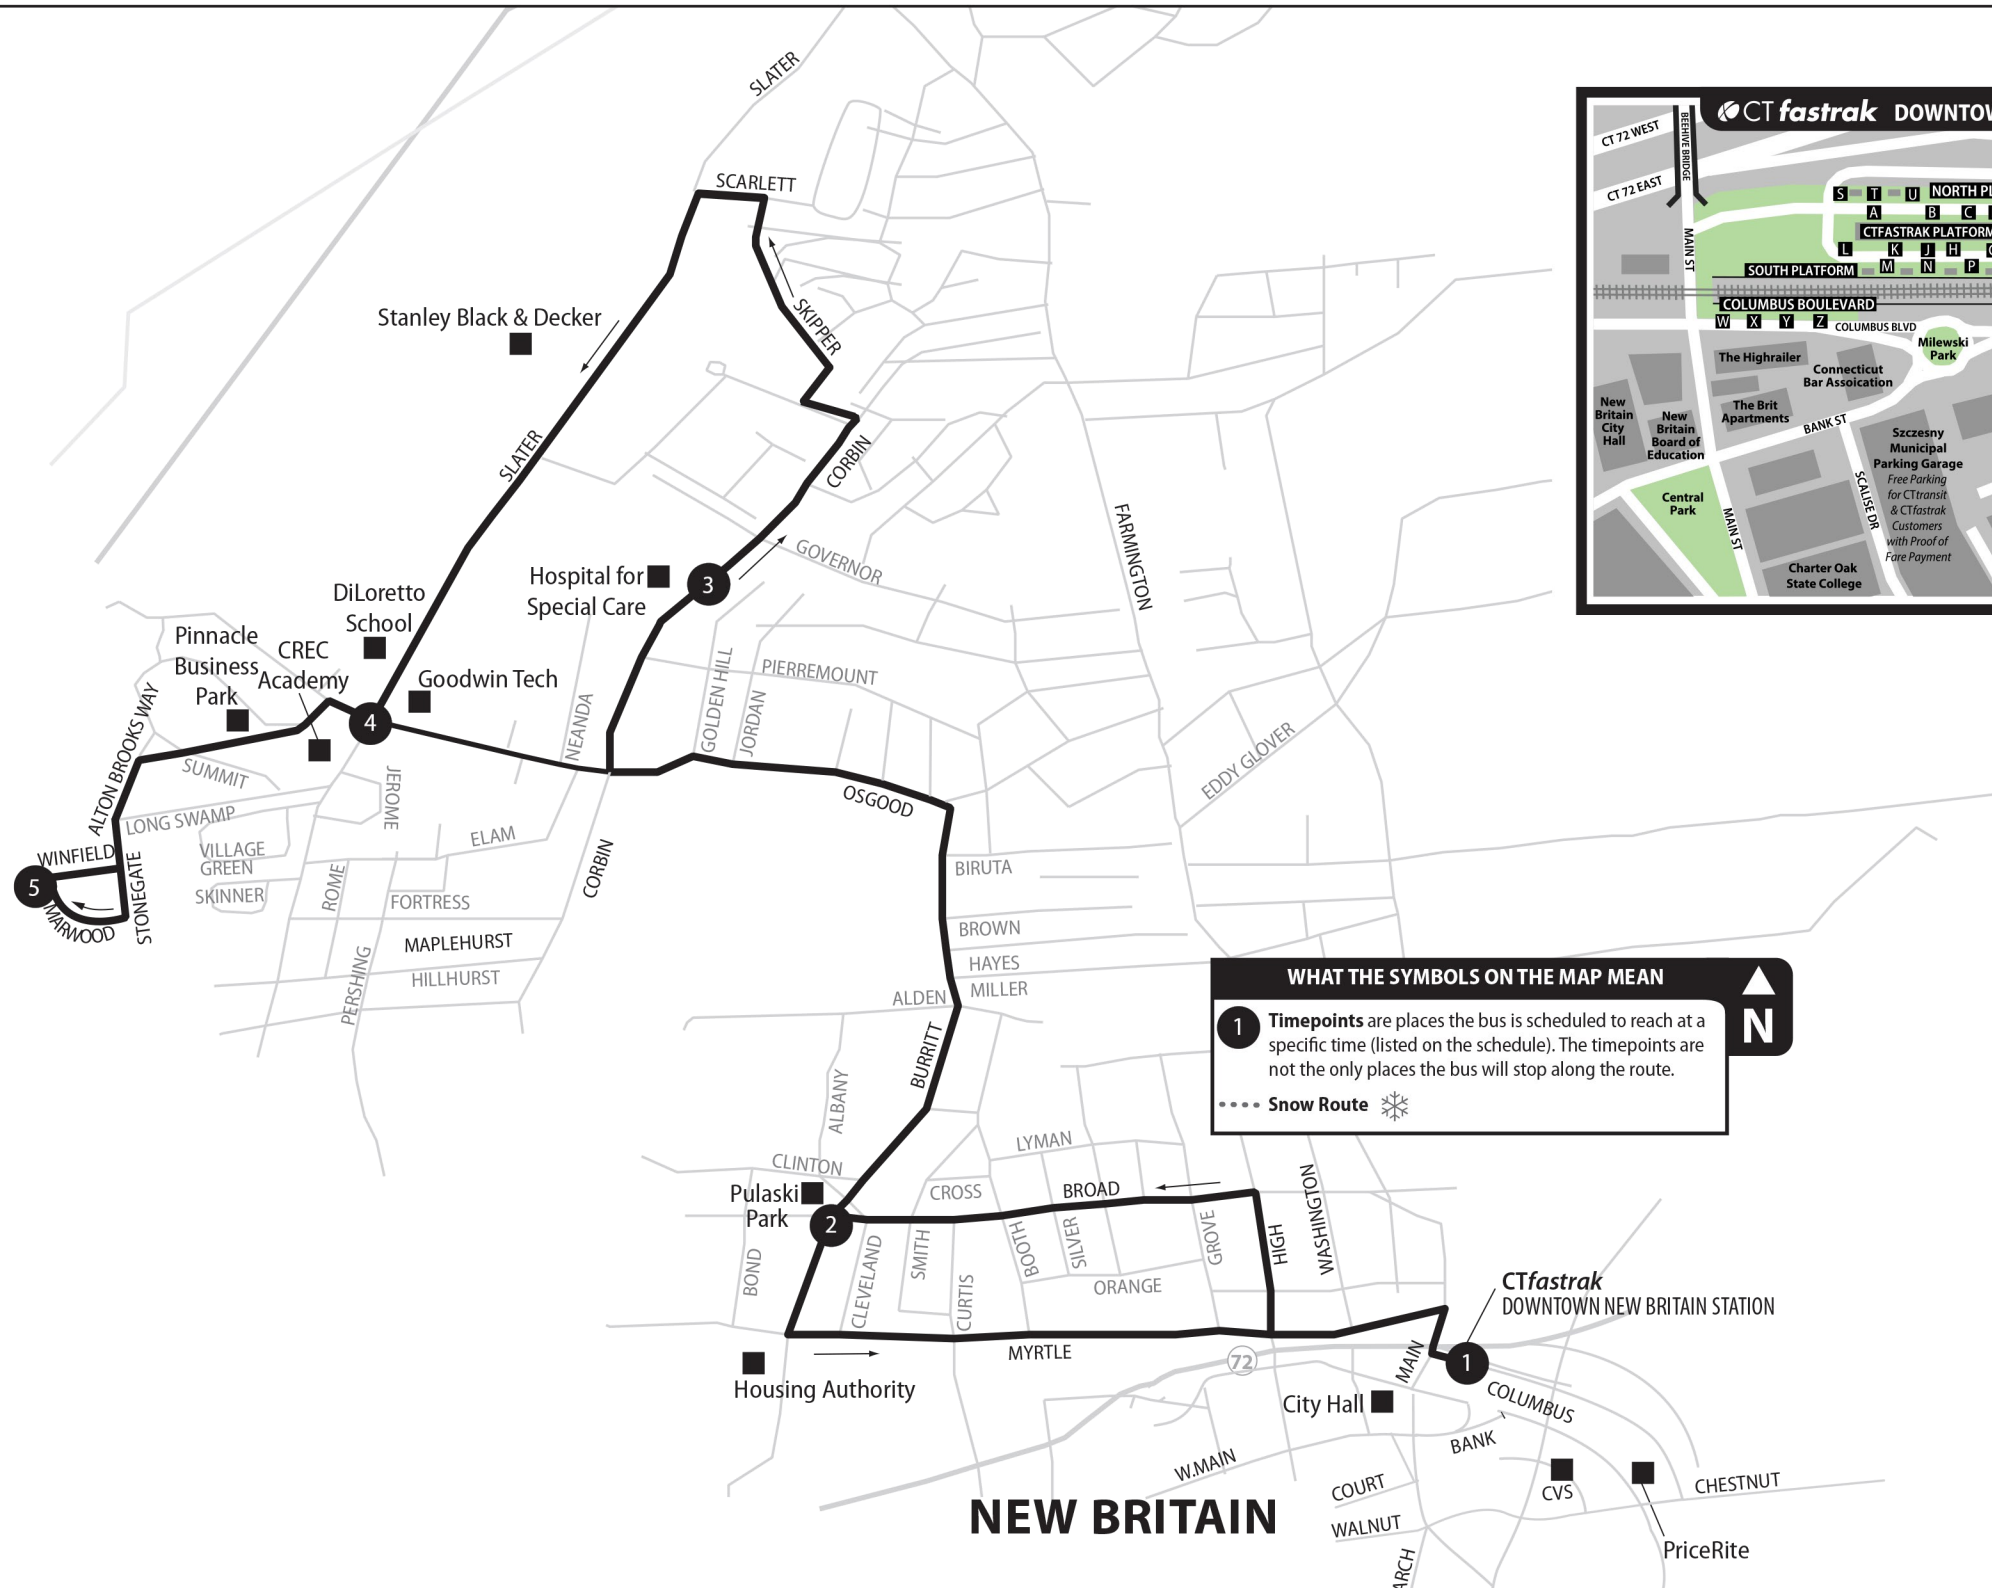 SLATER
SCARLETT
SKIPPER
Stanley Black & Decker
SLATER
CORBIN
GOVERNOR
FARMINGTON
Hospital for
Special Care
3
DiLoretto
School
Pinnacle
Business
Park
CREC
Academy
Goodwin Tech
4
ALTON BROOKS WAY
NEANDA
GOLDEN HILL
JORDAN
PIERREMOUNT
EDDY GLOVER
SUMMIT
JEROME
OSGOOD
LONG SWAMP
ELAM
CORBIN
WINFIELD
VILLAGE
GREEN
SKINNER
ROME
FORTRESS
5
MARWOOD
STONEGATE
MAPLEHURST
HILLHURST
PERSHING
BIRUTA
BROWN
HAYES
MILLER
ALDEN
BURRITT
ALBANY
CLINTON
LYMAN
Pulaski
Park
2
CROSS
BROAD
BOND
CLEVELAND
SMITH
CURTIS
BOOTH
SILVER
GROVE
HIGH
WASHINGTON
ORANGE
MYRTLE
Housing Authority
72
CTfastrak
DOWNTOWN NEW BRITAIN STATION
MAIN
1
COLUMBUS
City Hall
BANK
W.MAIN
COURT
CVS
CHESTNUT
WALNUT
ARCH
PriceRite
NEW BRITAIN
WHAT THE SYMBOLS ON THE MAP MEAN
N
1
Timepoints are places the bus is scheduled to reach at a
specific time (listed on the schedule). The timepoints are
not the only places the bus will stop along the route.
Snow Route
CT fastrak DOWNTOW
CT 72 WEST
BEEHIVE BRIDGE
CT 72 EAST
S T U NORTH PL
A B C
CTFASTRAK PLATFORM
MAIN ST
L K J H
SOUTH PLATFORM M N P
COLUMBUS BOULEVARD
W X Y Z COLUMBUS BLVD
Milewski
Park
The Highrailer
Connecticut
Bar Assoication
New
Britain
City
Hall
New
Britain
Board of
Education
The Brit
Apartments
BANK ST
Szczesny
Municipal
Parking Garage
Free Parking
for CTtransit
& CTfastrak
Customers
with Proof of
Fare Payment
SCALISE DR
Central
Park
MAIN ST
Charter Oak
State College